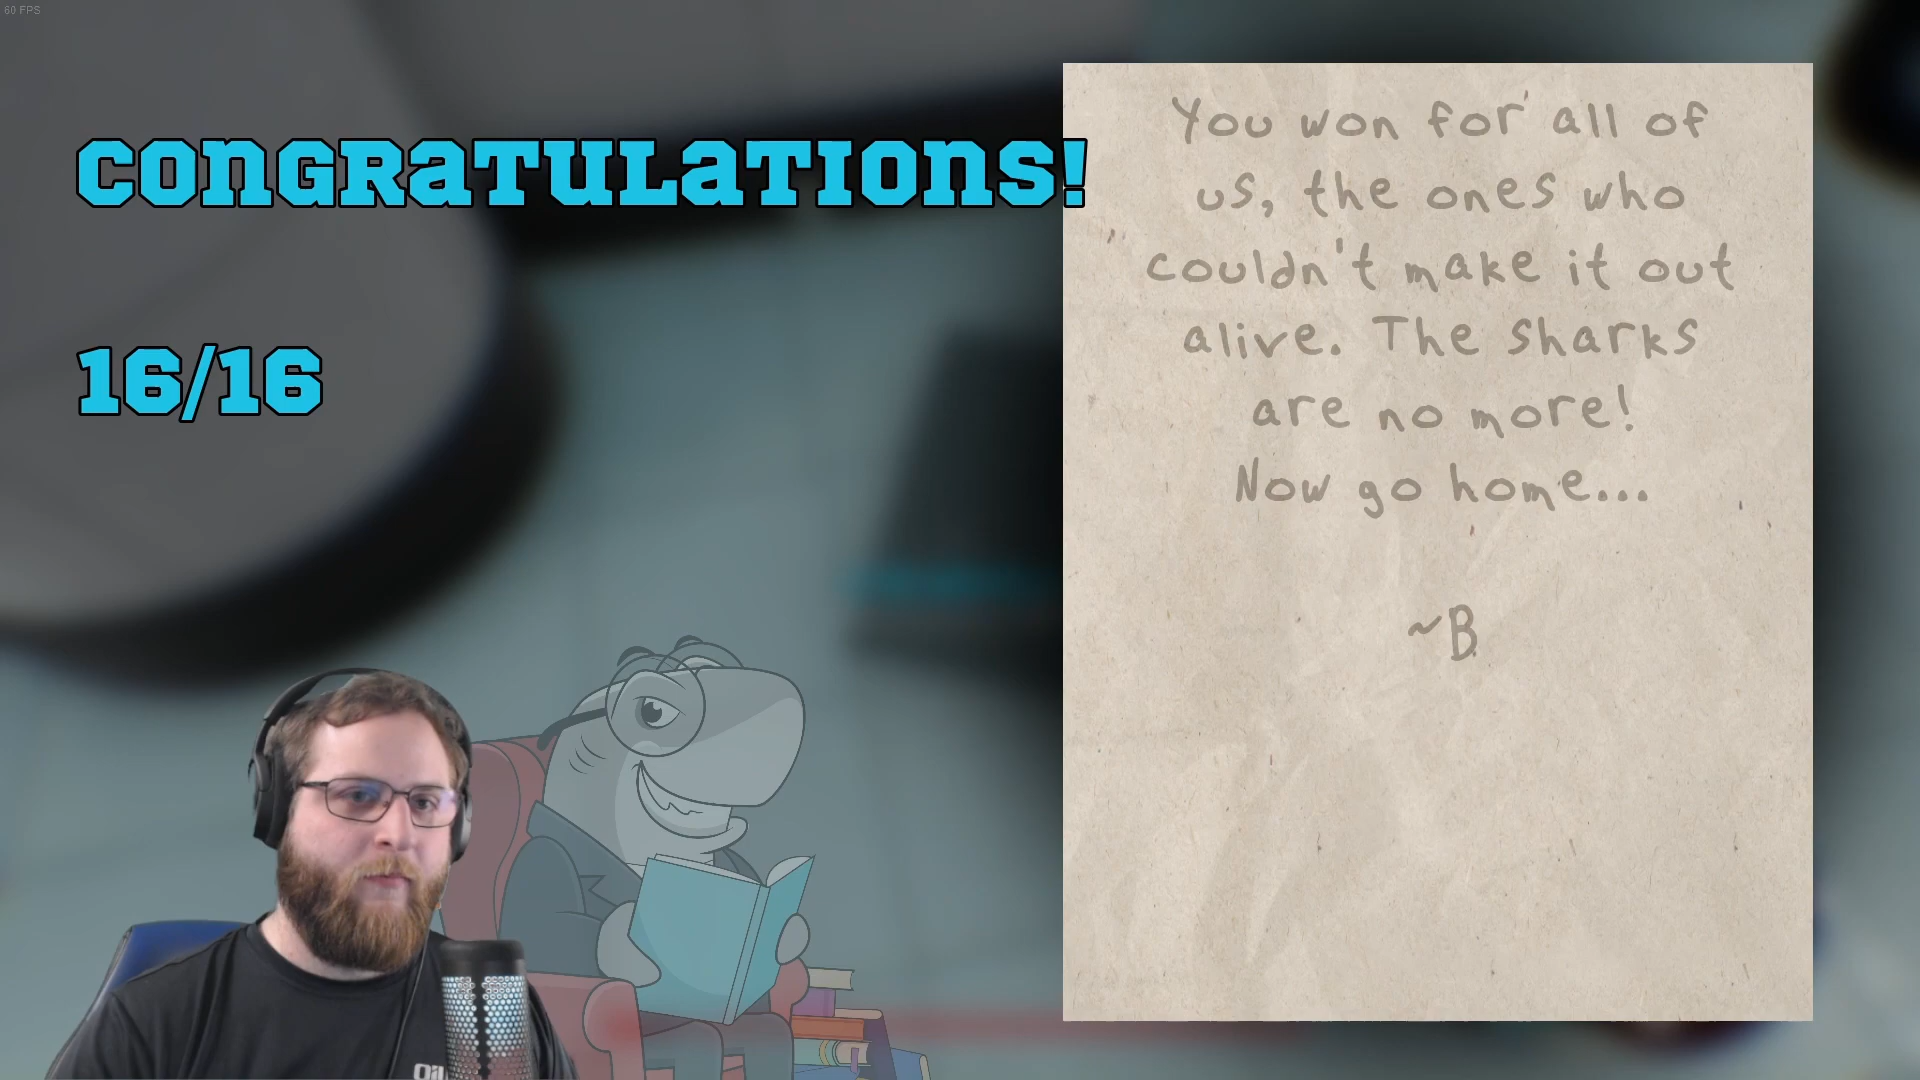 60 FPS
CONGRATULATIONS!
16/16
You won for all of
us, the ones who
couldn't make it out
alive. The sharks
are no more!
Now go home...
~B